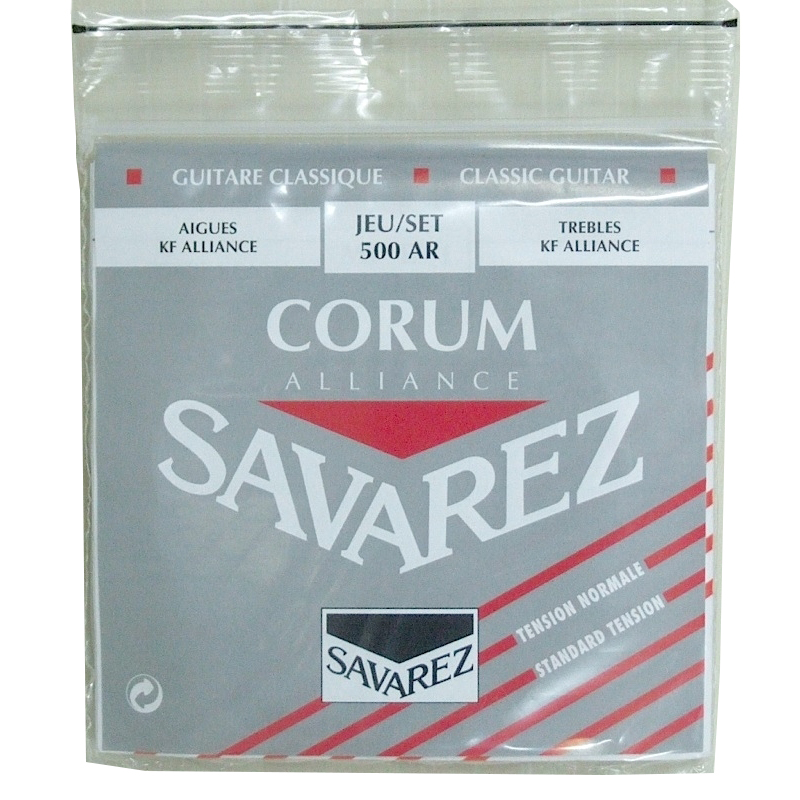 GUITARE CLASSIQUE CLASSIC GUITAR
AIGUES
KF ALLIANCE
JEU/SET
500 AR
TREBLES
KF ALLIANCE
CORUM
ALLIANCE
SAVAREZ
TENSION NORMALE
STANDARD TENSION
SAVAREZ